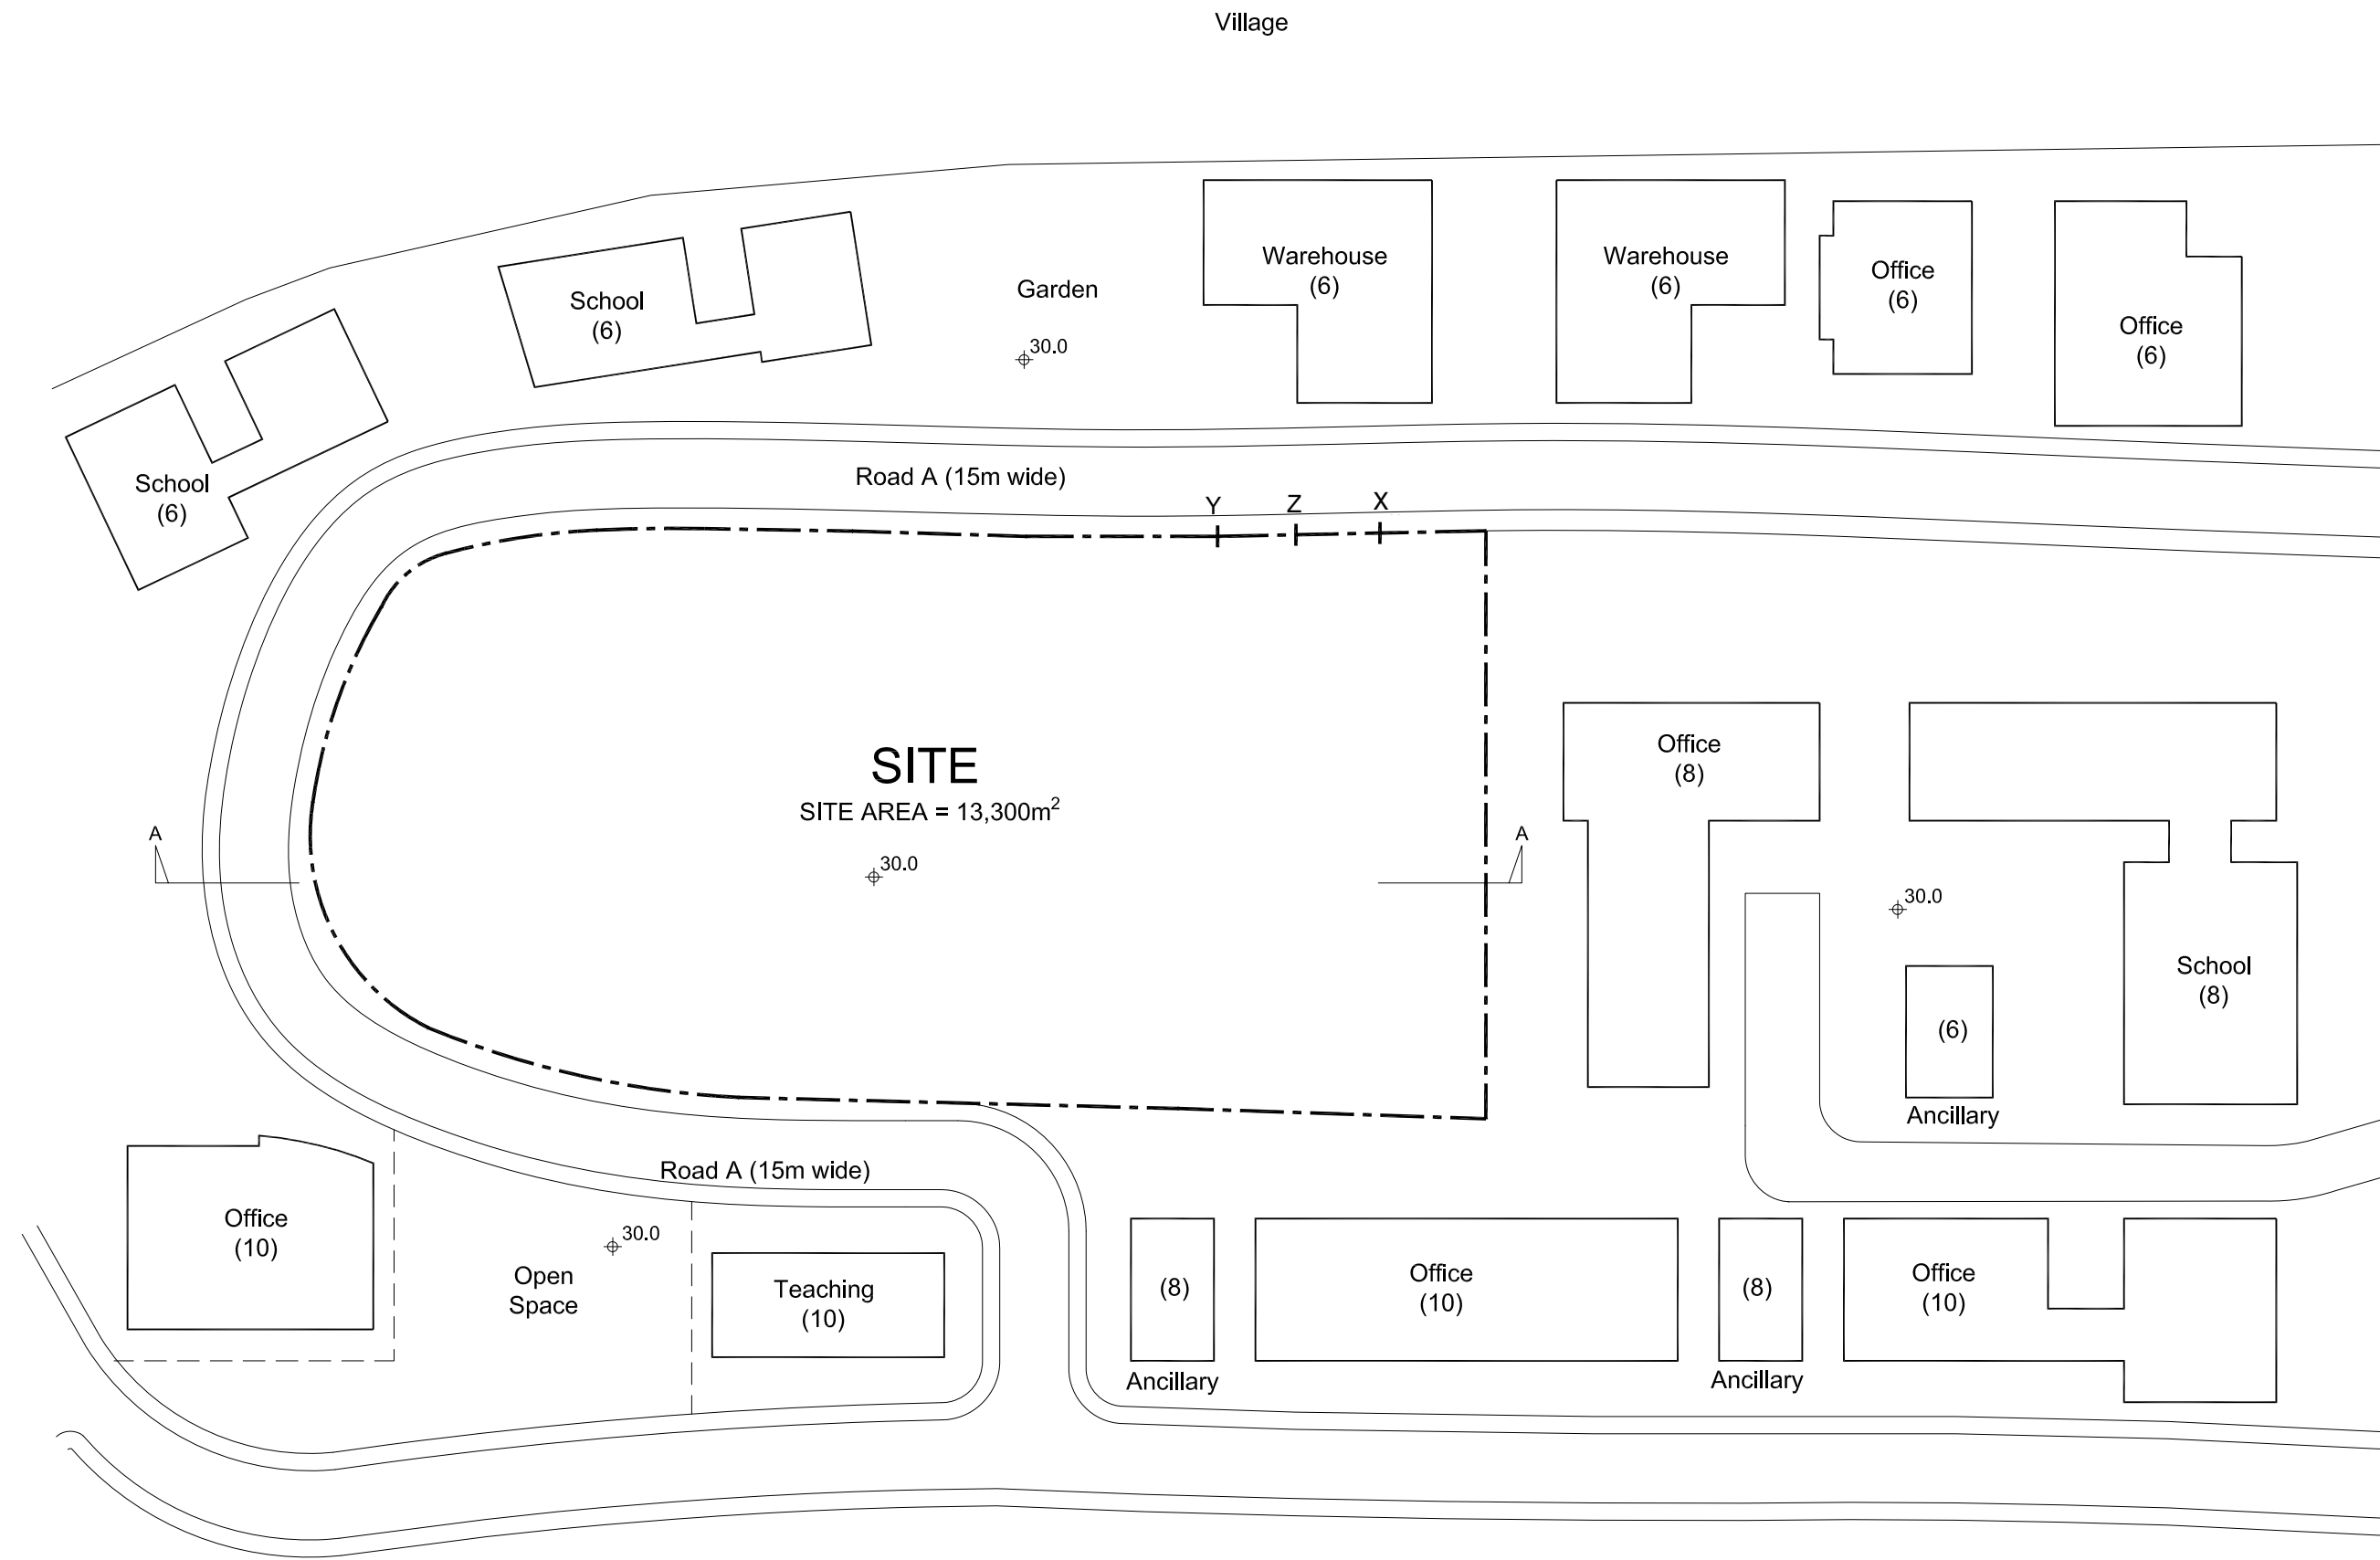 Village
Warehouse
(6)
Warehouse
(6)
Office
(6)
School
(6)
Garden
30.0
Office
(6)
School
(6)
Road A (15m wide)
Y
Z
X
SITE
SITE AREA = 13,300m²
30.0
A
A
Office
(8)
30.0
School
(8)
(6)
Ancillary
Road A (15m wide)
Office
(10)
30.0
Open
Space
Teaching
(10)
(8)
Ancillary
Office
(10)
(8)
Ancillary
Office
(10)